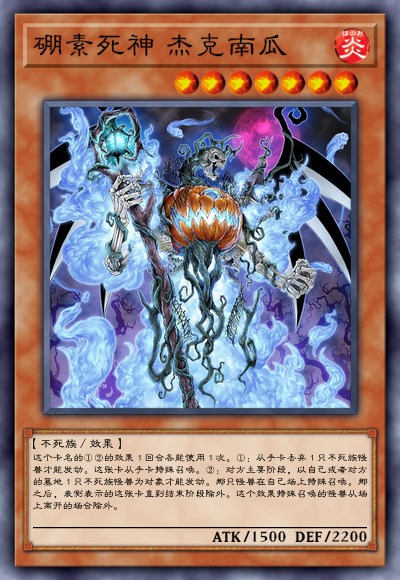 硼素死神 杰克南瓜
炎
【不死族／效果】
这个卡名的①②的效果1回合各能使用1次。①：从手卡丢弃1只不死族怪
兽才能发动。这张卡从手卡特殊召唤。②：对方主要阶段，以自己或者对方
的墓地1只不死族怪兽为对象才能发动。那只怪兽在自己场上特殊召唤。那
之后，表侧表示的这张卡直到结束阶段除外。这个效果特殊召唤的怪兽从场
上离开的场合除外。
ATK/1500 DEF/2200